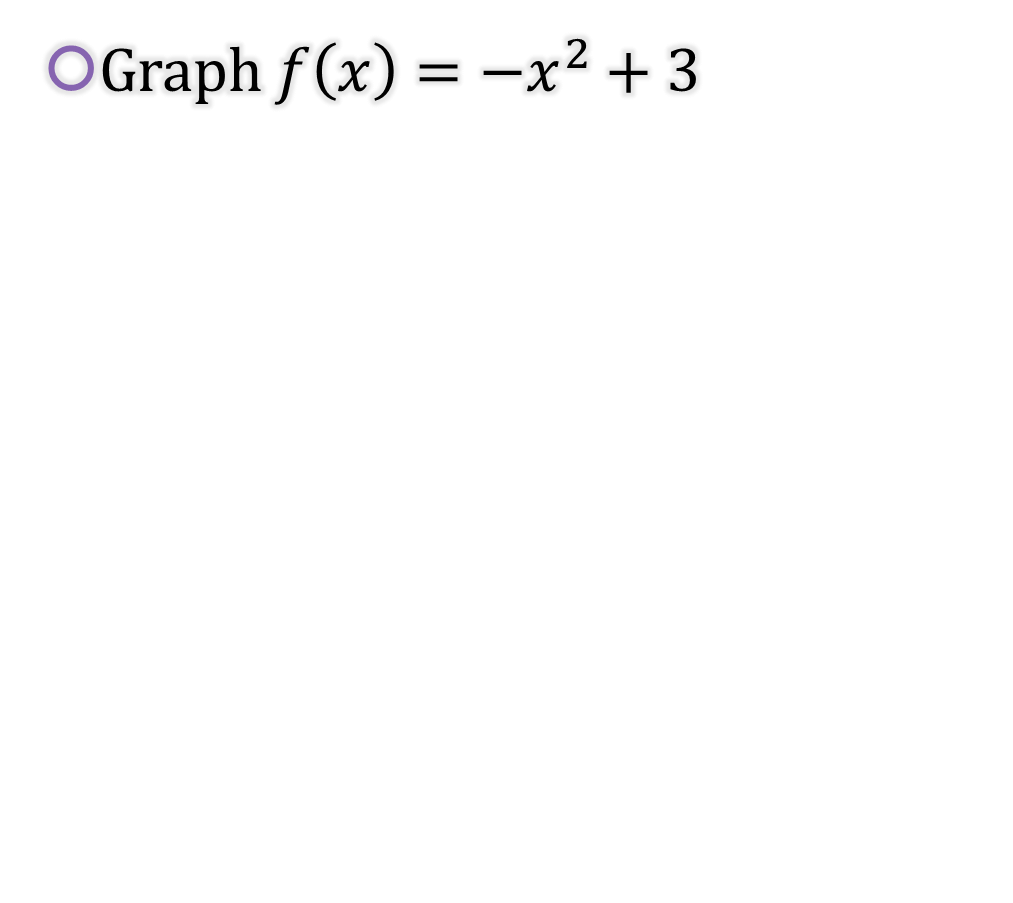 Graph 𝑓(𝑥) = −𝑥² + 3